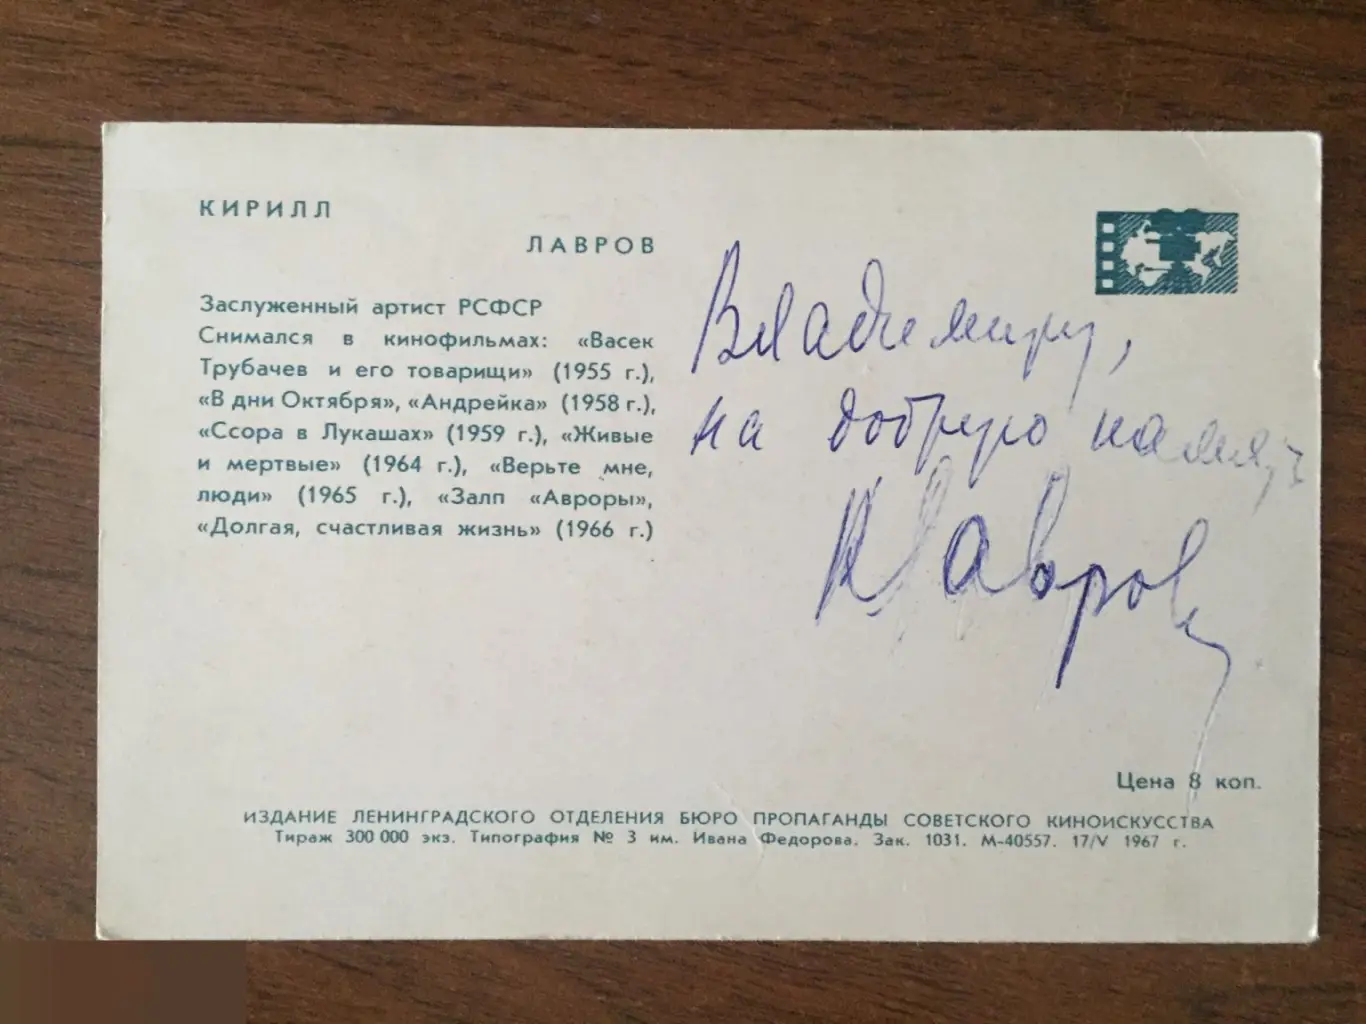 КИРИЛЛ
ЛАВРОВ
Заслуженный артист РСФСР
Снимался в кинофильмах: «Васек
Трубачев и его товарищи» (1955 г.),
«В дни Октября», «Андрейка» (1958 г.),
«Ссора в Лукашах» (1959 г.), «Живые
и мертвые» (1964 г.), «Верьте мне,
люди» (1965 г.), «Залп «Авроры»,
«Долгая, счастливая жизнь» (1966 г.)
Владимиру,
на добрую память
КЛавров
Цена 8 коп.
ИЗДАНИЕ ЛЕНИНГРАДСКОГО ОТДЕЛЕНИЯ БЮРО ПРОПАГАНДЫ СОВЕТСКОГО КИНОИСКУССТВА
Тираж 300 000 экз. Типография № 3 им. Ивана Федорова. Зак. 1031. М-40557. 17/V 1967 г.